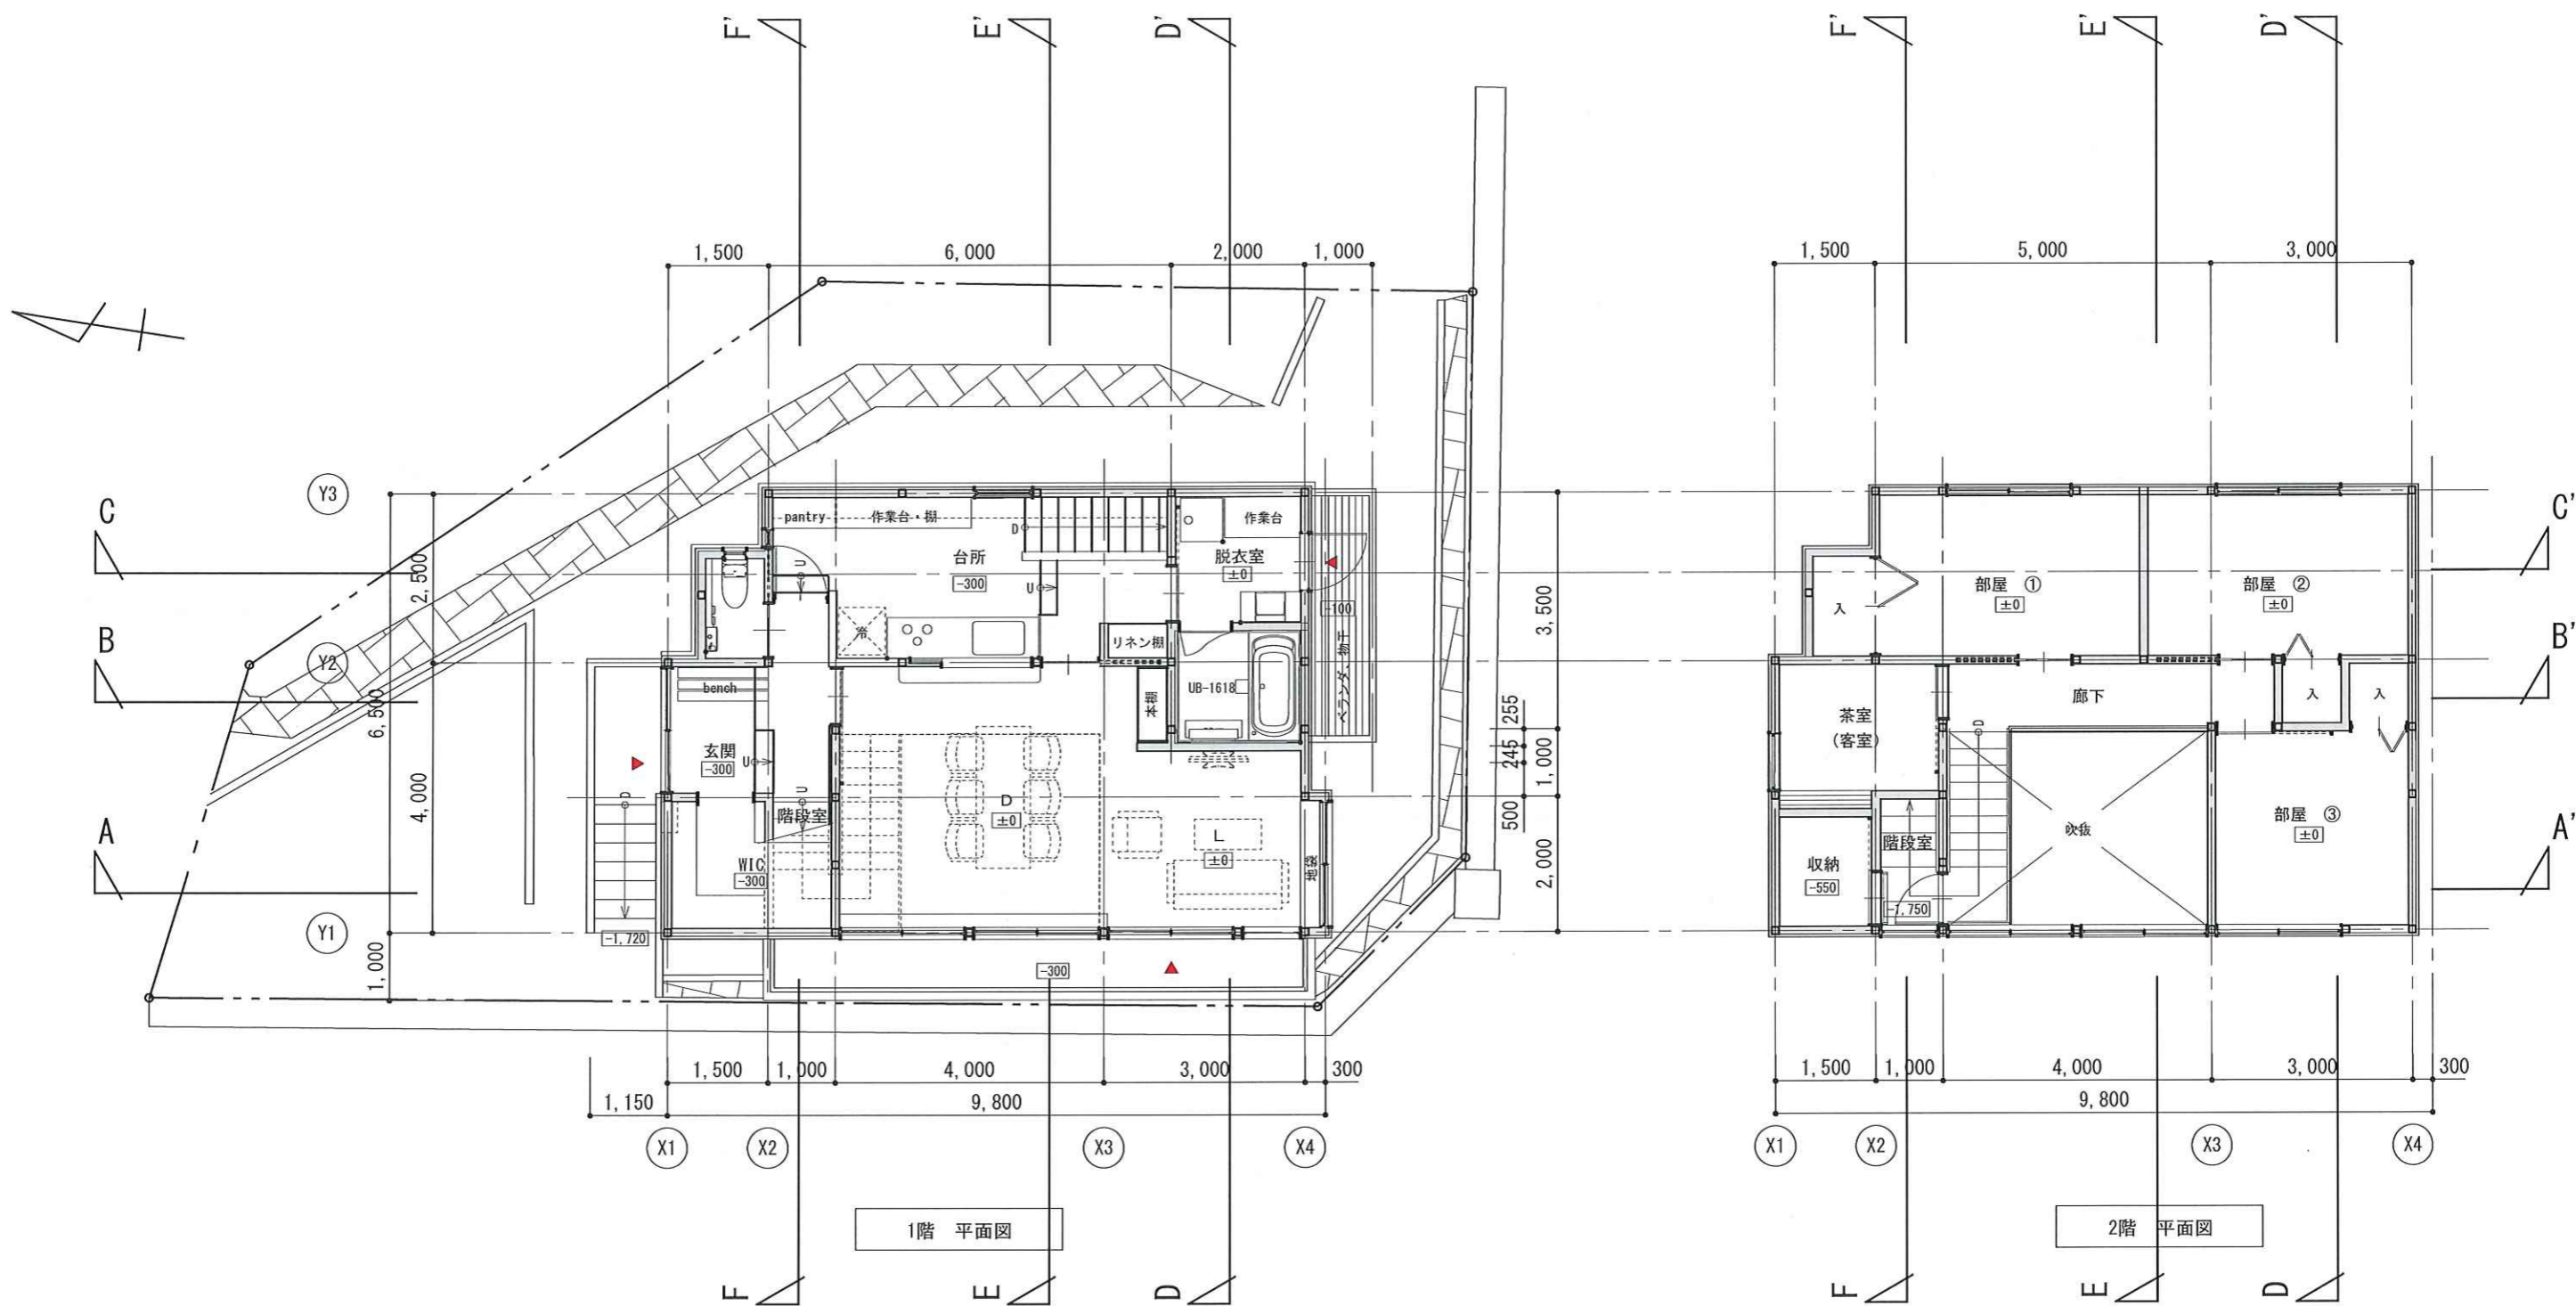 F' E' D' F' E' D'
1,500 6,000 2,000 1,000
1,500 5,000 3,000
Y3
C
C'
pantry 作業台・棚 D 作業台
台所 脱衣室
-300 ±0
U U
-100
2,500
3,500
部屋 ① 部屋 ②
±0 ±0
入
冷
リネン棚
Y2
B
B'
bench
本棚
UB-1618
ベランダ・物干
6,500
255
廊下
入 入
茶室
(客室)
D
玄関
-300
U
245
1,000
4,000
D
U
階段室
D
±0
L
±0
500
部屋 ③
±0
吹抜
A
A'
WIC
-300
地袋
2,000
階段室
収納
-550
-1,750
Y1
-1,720
-300
1,000
1,500 1,000 4,000 3,000 300
1,150 9,800
1,500 1,000 4,000 3,000 300
9,800
X1 X2 X3 X4
X1 X2 X3 X4
1階 平面図
2階 平面図
F E D F E D